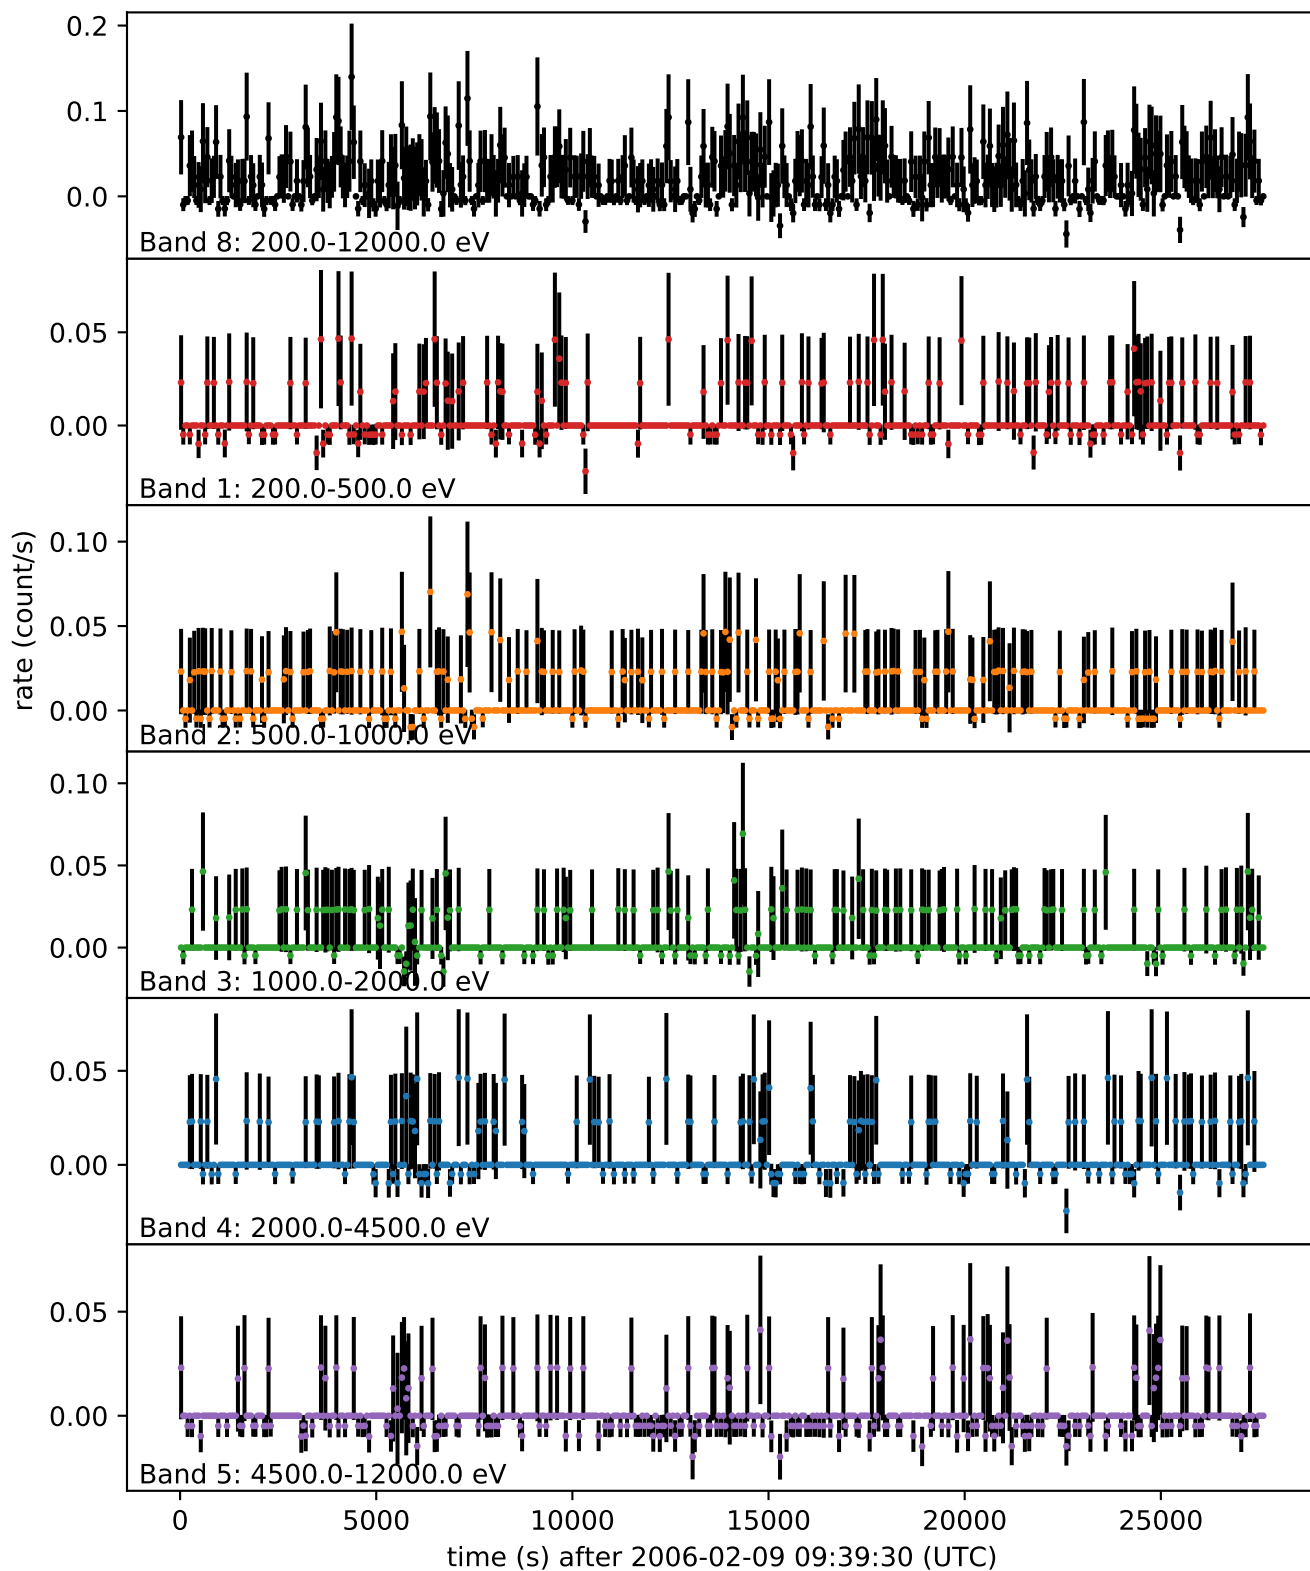 0.2
0.1
0.0
Band 8: 200.0-12000.0 eV
0.05
0.00
Band 1: 200.0-500.0 eV
0.10
0.05
0.00
Band 2: 500.0-1000.0 eV
rate (count/s)
0.10
0.05
0.00
Band 3: 1000.0-2000.0 eV
0.05
0.00
Band 4: 2000.0-4500.0 eV
0.05
0.00
Band 5: 4500.0-12000.0 eV
0 5000 10000 15000 20000 25000
time (s) after 2006-02-09 09:39:30 (UTC)